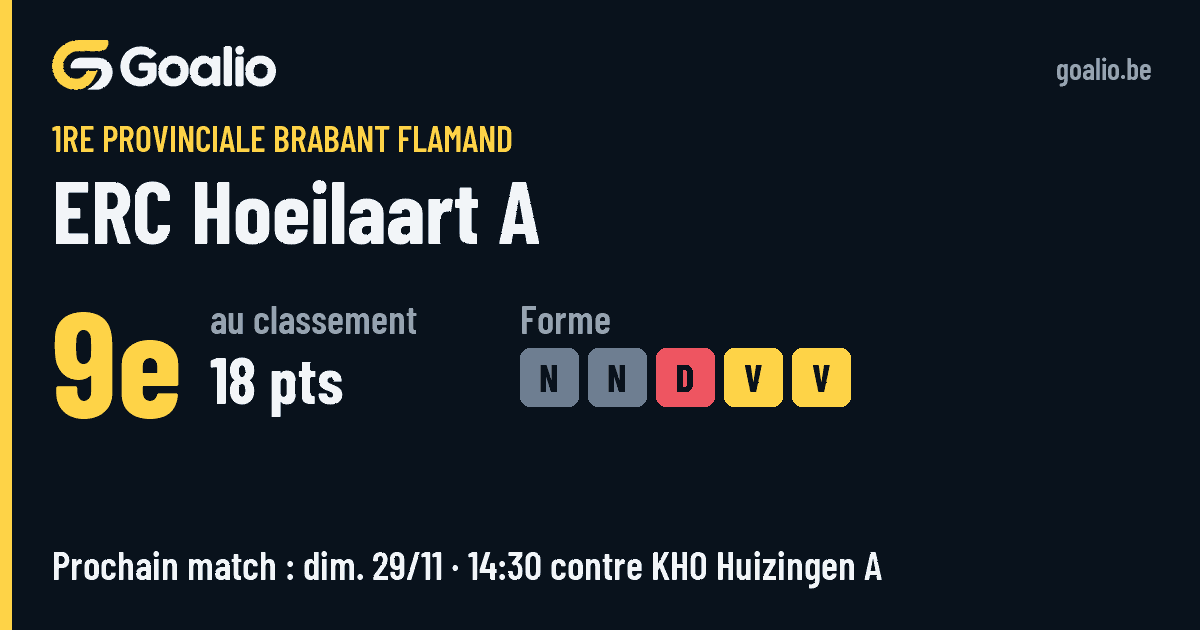 Goalio
goalio.be
1RE PROVINCIALE BRABANT FLAMAND
ERC Hoeilaart A
9e
au classement
18 pts
Forme
N N D V V
Prochain match : dim. 29/11 · 14:30 contre KHO Huizingen A